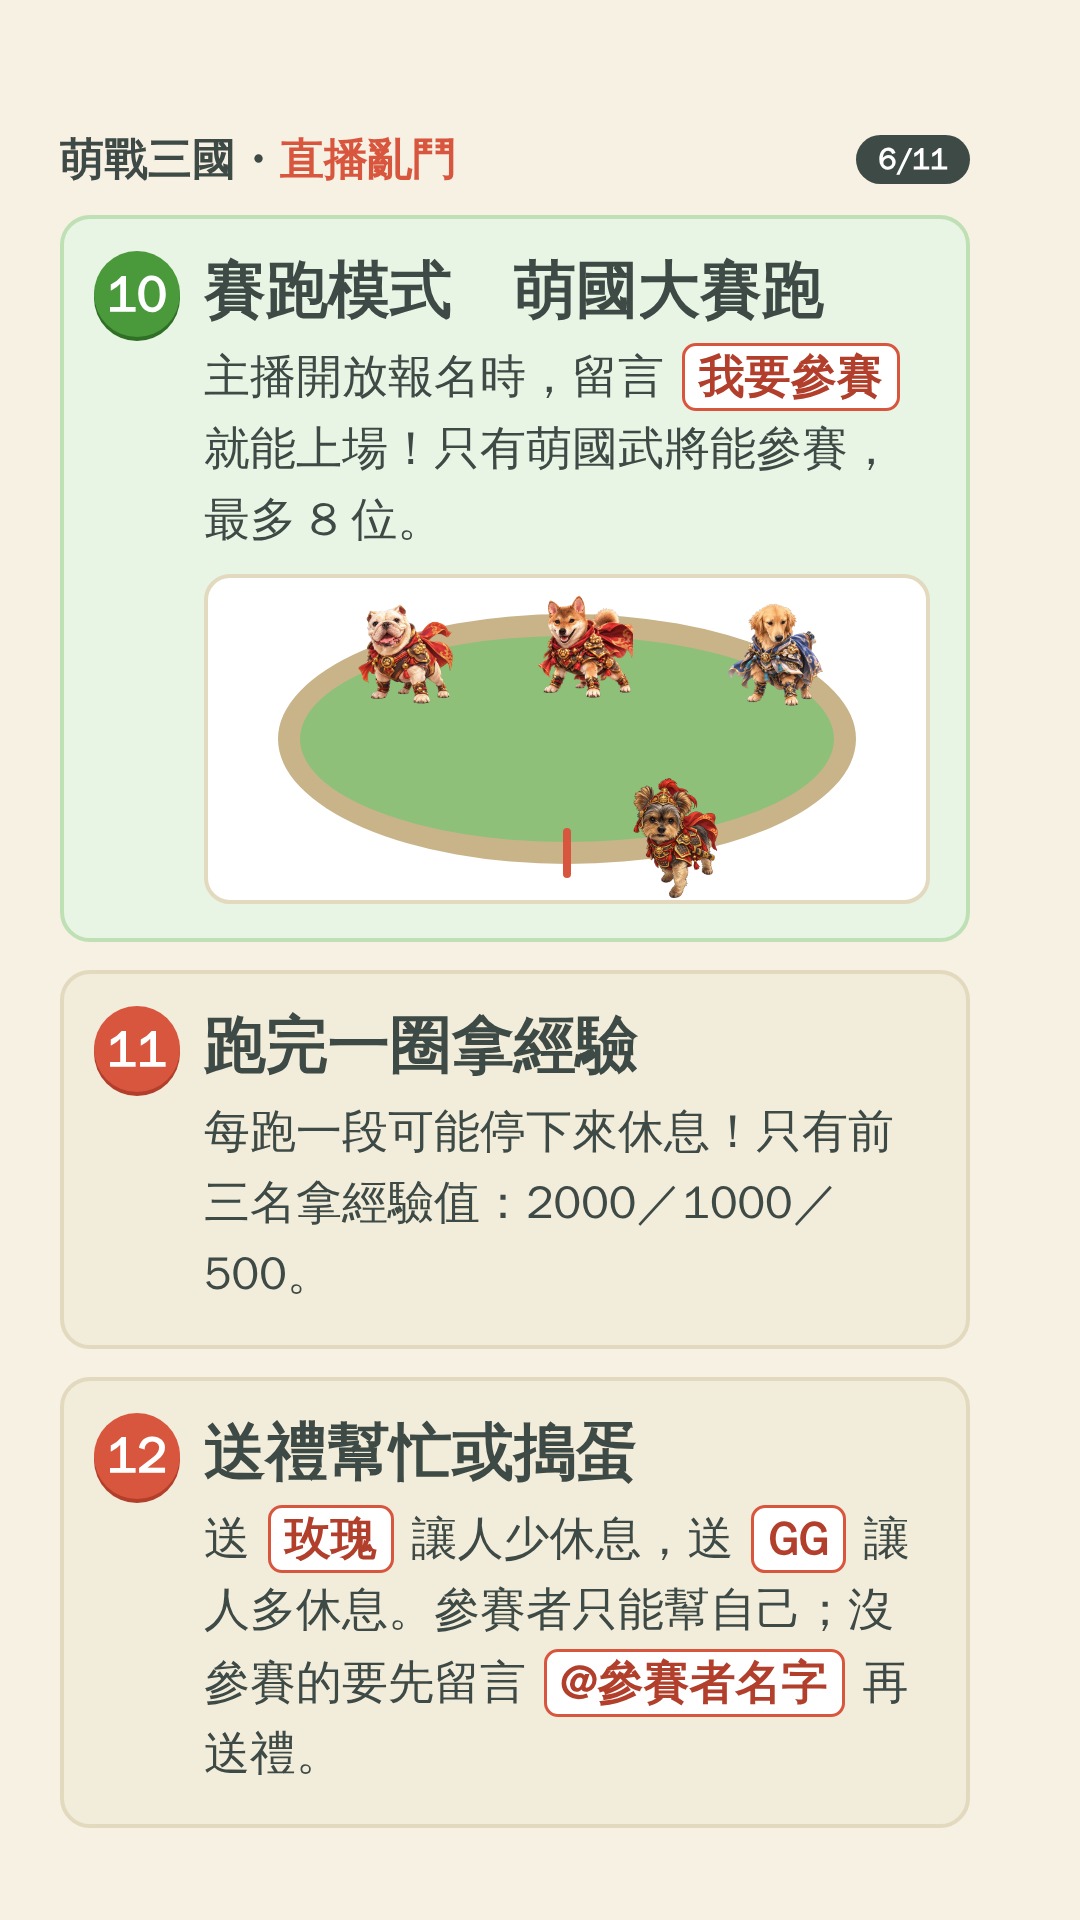 萌戰三國・直播亂鬥
6/11
10 賽跑模式　萌國大賽跑
主播開放報名時，留言 我要參賽
就能上場！只有萌國武將能參賽，
最多 8 位。
11 跑完一圈拿經驗
每跑一段可能停下來休息！只有前
三名拿經驗值：2000／1000／
500。
12 送禮幫忙或搗蛋
送 玫瑰 讓人少休息，送 GG 讓
人多休息。參賽者只能幫自己；沒
參賽的要先留言 @參賽者名字 再
送禮。